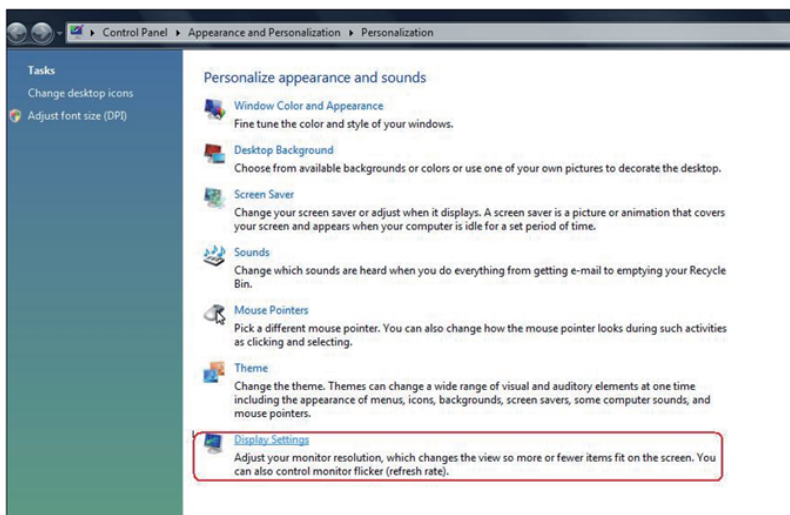 Control Panel ▸ Appearance and Personalization ▸ Personalization
Tasks
Change desktop icons
Adjust font size (DPI)
Personalize appearance and sounds
Window Color and Appearance
Fine tune the color and style of your windows.
Desktop Background
Choose from available backgrounds or colors or use one of your own pictures to decorate the desktop.
Screen Saver
Change your screen saver or adjust when it displays. A screen saver is a picture or animation that covers
your screen and appears when your computer is idle for a set period of time.
Sounds
Change which sounds are heard when you do everything from getting e-mail to emptying your Recycle
Bin.
Mouse Pointers
Pick a different mouse pointer. You can also change how the mouse pointer looks during such activities
as clicking and selecting.
Theme
Change the theme. Themes can change a wide range of visual and auditory elements at one time
including the appearance of menus, icons, backgrounds, screen savers, some computer sounds, and
mouse pointers.
Display Settings
Adjust your monitor resolution, which changes the view so more or fewer items fit on the screen. You
can also control monitor flicker (refresh rate).